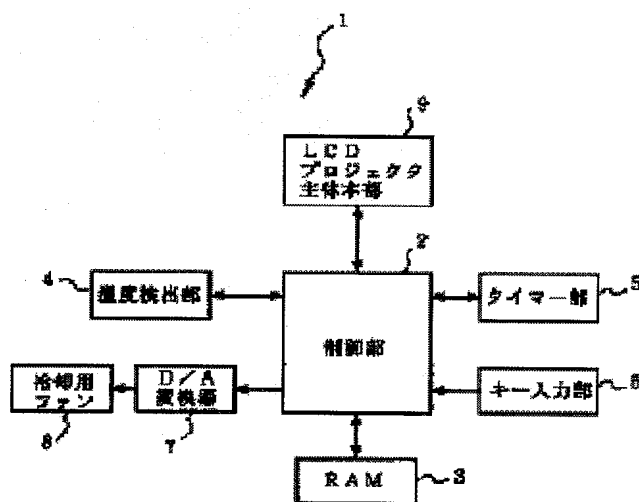 1
9
LCD
プロジェクタ
主体本部
2
4
温度検出部
制御部
タイマー部
5
冷却用
ファン
D/A
変換器
キー入力部
6
8
7
RAM
3